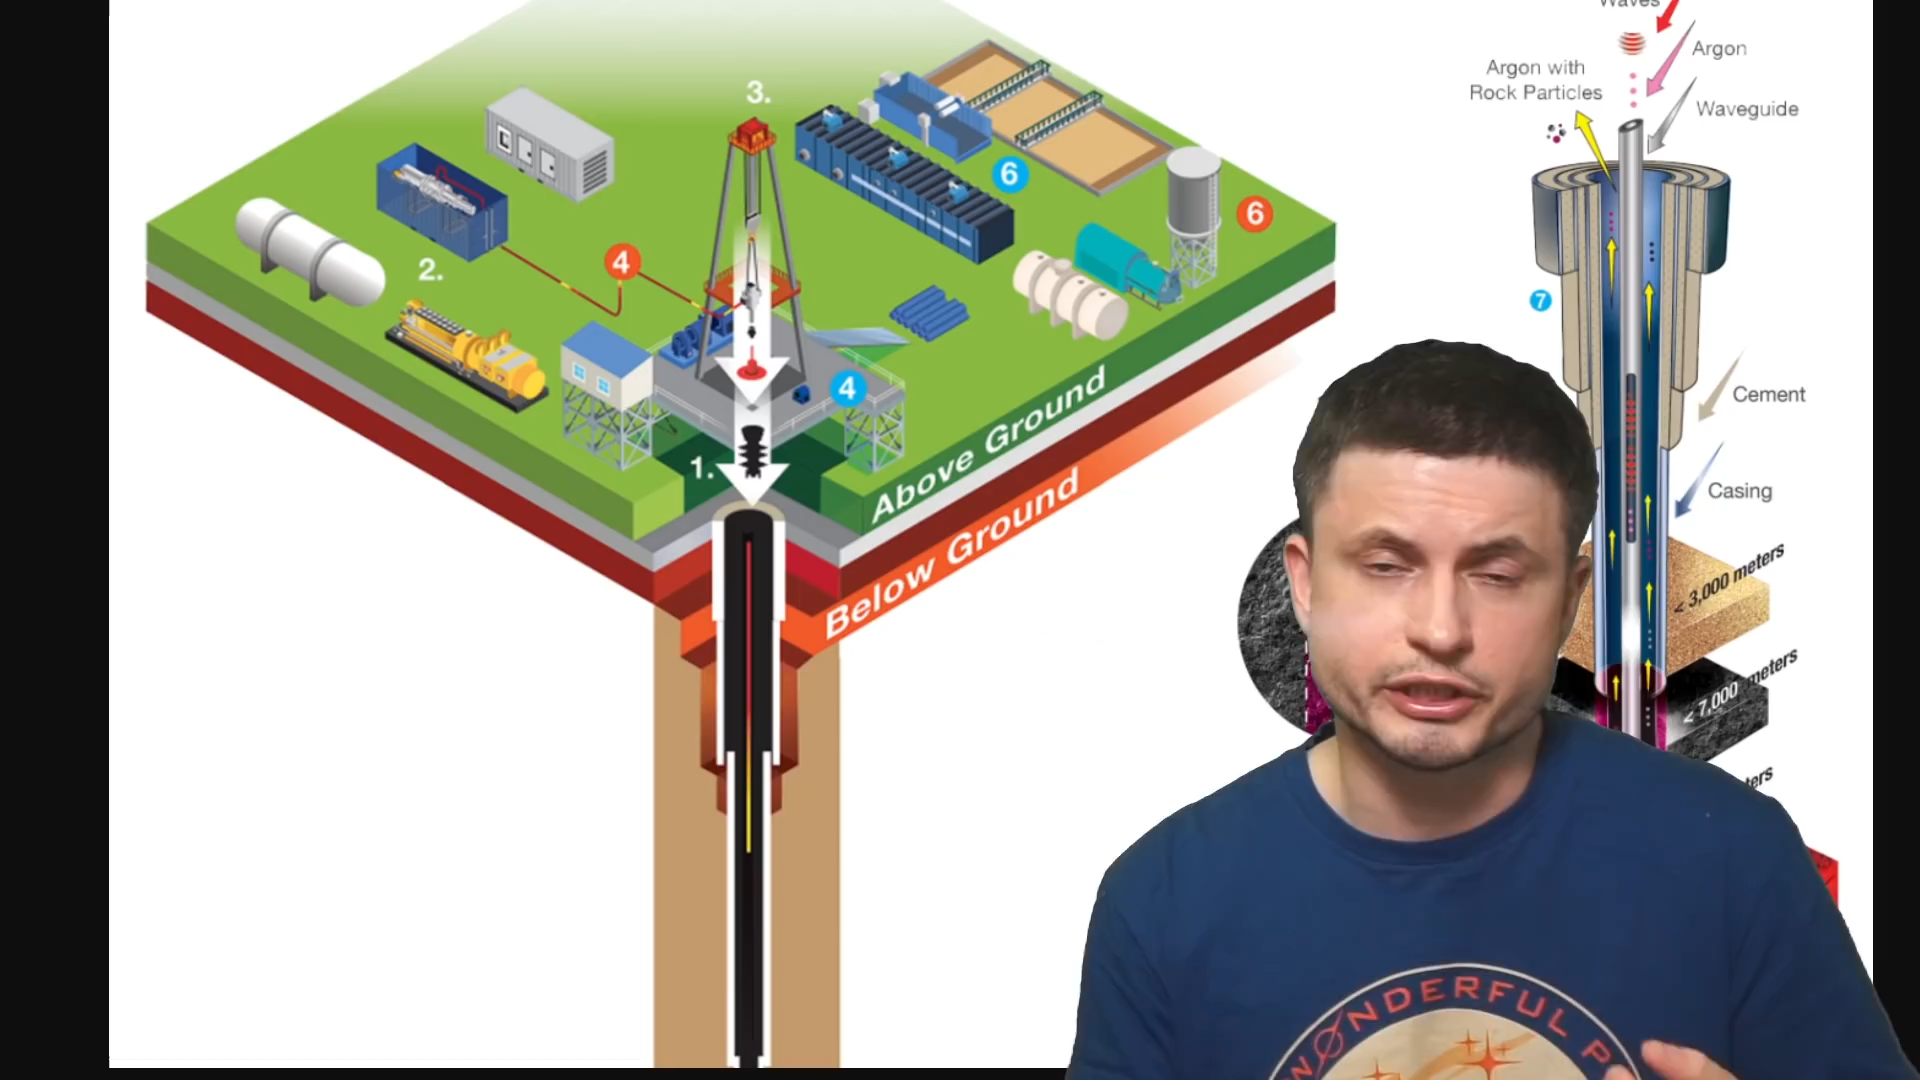 3.
6
6
4
2.
4
1.
Above Ground
Below Ground
Waves
Argon
Argon with
Rock Particles
Waveguide
7
Cement
Casing
< 3,000 meters
< 7,000 meters
WONDERFUL P